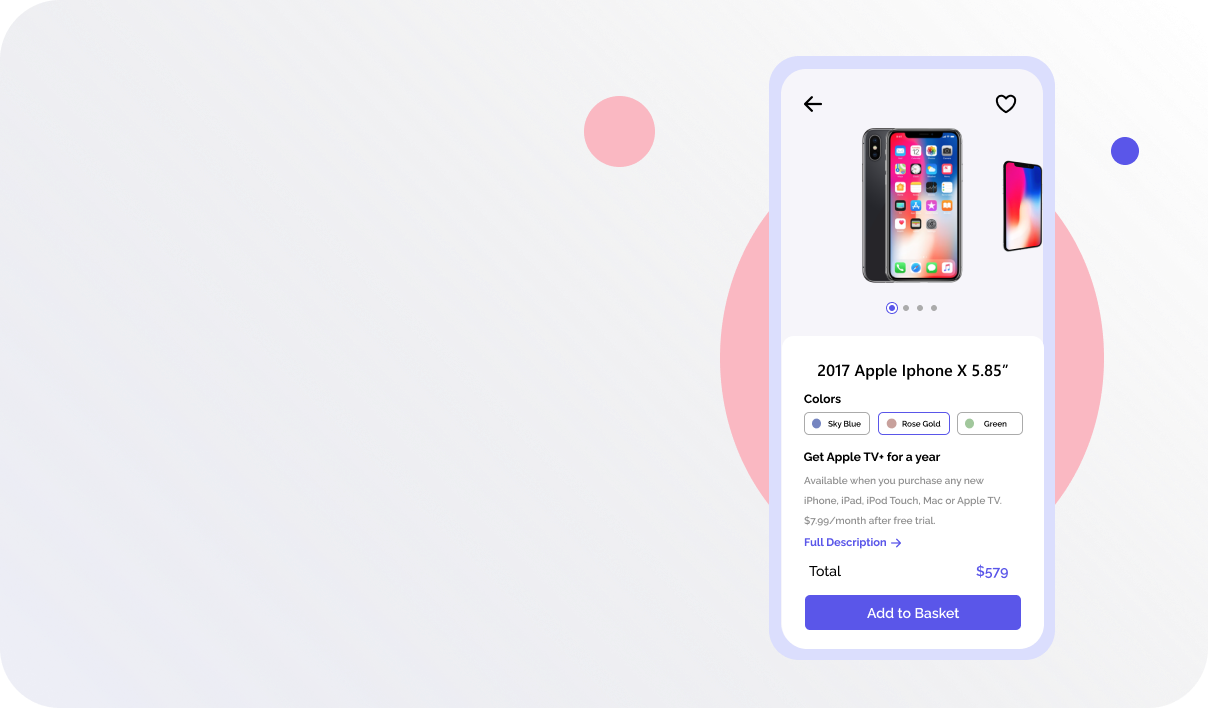 2017 Apple Iphone X 5.85”
Colors
Sky Blue
Rose Gold
Green
Get Apple TV+ for a year
Available when you purchase any new
iPhone, iPad, iPod Touch, Mac or Apple TV.
$7.99/month after free trial.
Full Description →
Total
$579
Add to Basket